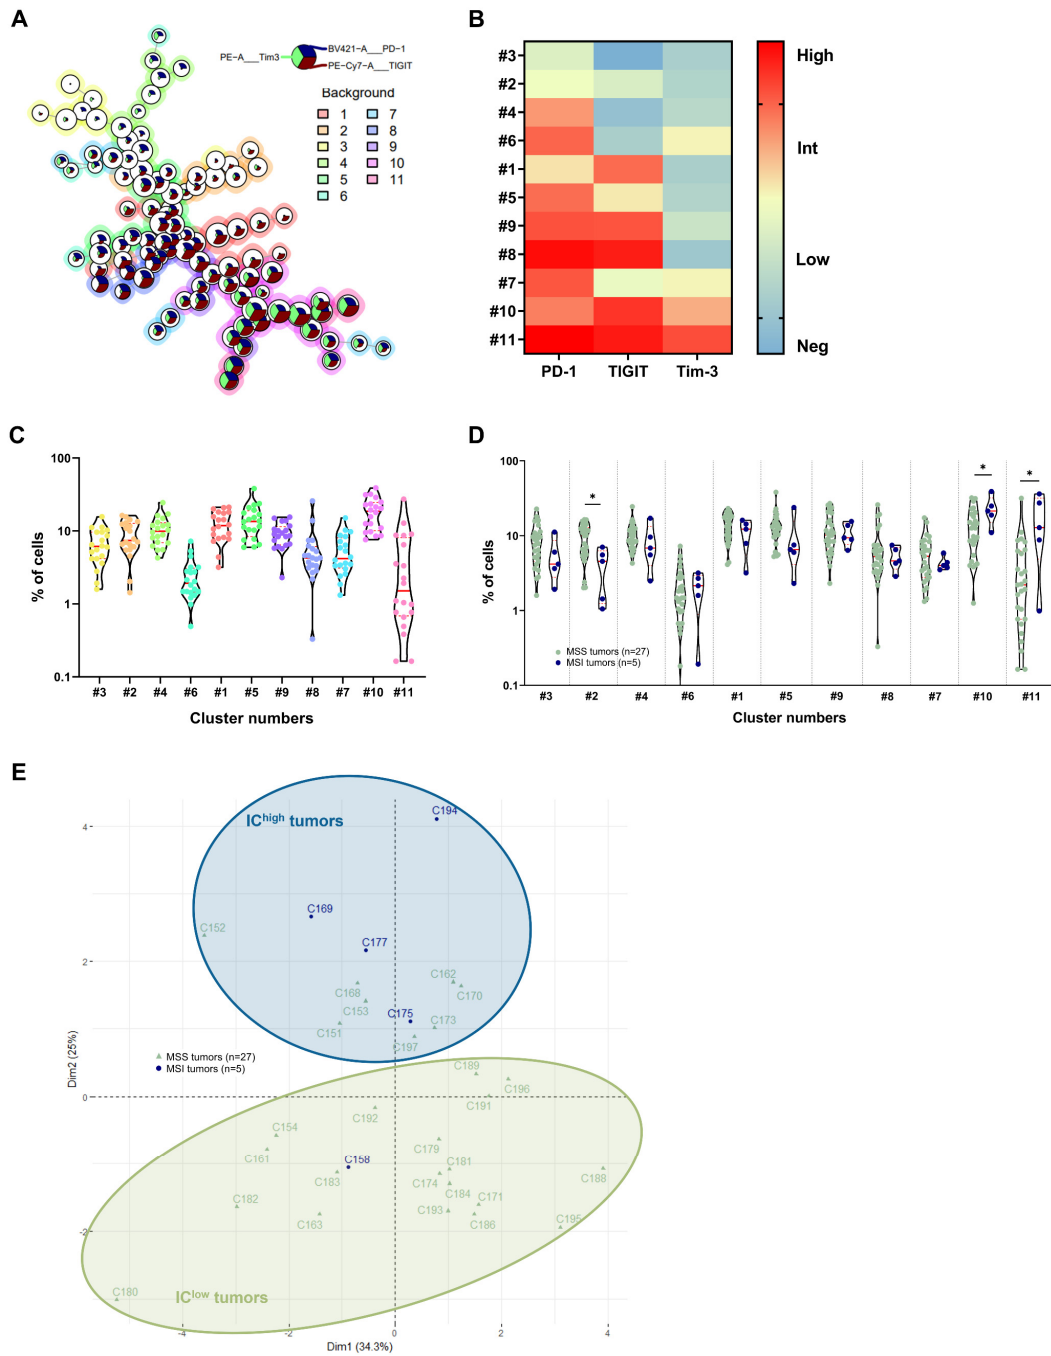 A
BV421-A___PD-1
PE-A___Tim3
PE-Cy7-A___TIGIT
Background
1 7
2 8
3 9
4 10
5 11
6
B
#3
#2
#4
#6
#1
#5
#9
#8
#7
#10
#11
PD-1 TIGIT Tim-3
High
Int
Low
Neg
C
100
10
1
0.1
% of cells
#3 #2 #4 #6 #1 #5 #9 #8 #7 #10 #11
Cluster numbers
D
100
10
1
0.1
% of cells
* * *
MSS tumors (n=27)
MSI tumors (n=5)
#3 #2 #4 #6 #1 #5 #9 #8 #7 #10 #11
Cluster numbers
E
IChigh tumors
C194
C169
C152
C177
C162
C168
C170
C153
C175
C173
C151
C197
MSS tumors (n=27)
MSI tumors (n=5)
C189
C196
C191
C192
C154
C179
C161
C158
C181
C183
C174
C188
C182
C184
C171
C163
C193
C186
C195
C180
IClow tumors
4
2
0
-2
Dim2 (25%)
-4 -2 0 2 4
Dim1 (34.3%)